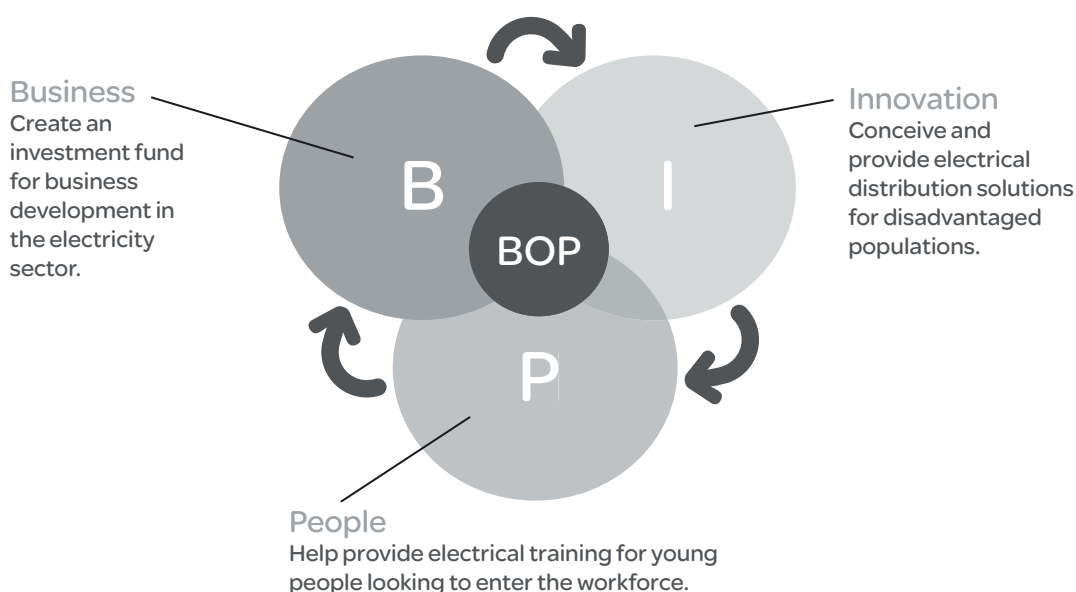 Business
Create an
investment fund
for business
development in
the electricity
sector.
B
I
BOP
P
Innovation
Conceive and
provide electrical
distribution solutions
for disadvantaged
populations.
People
Help provide electrical training for young
people looking to enter the workforce.